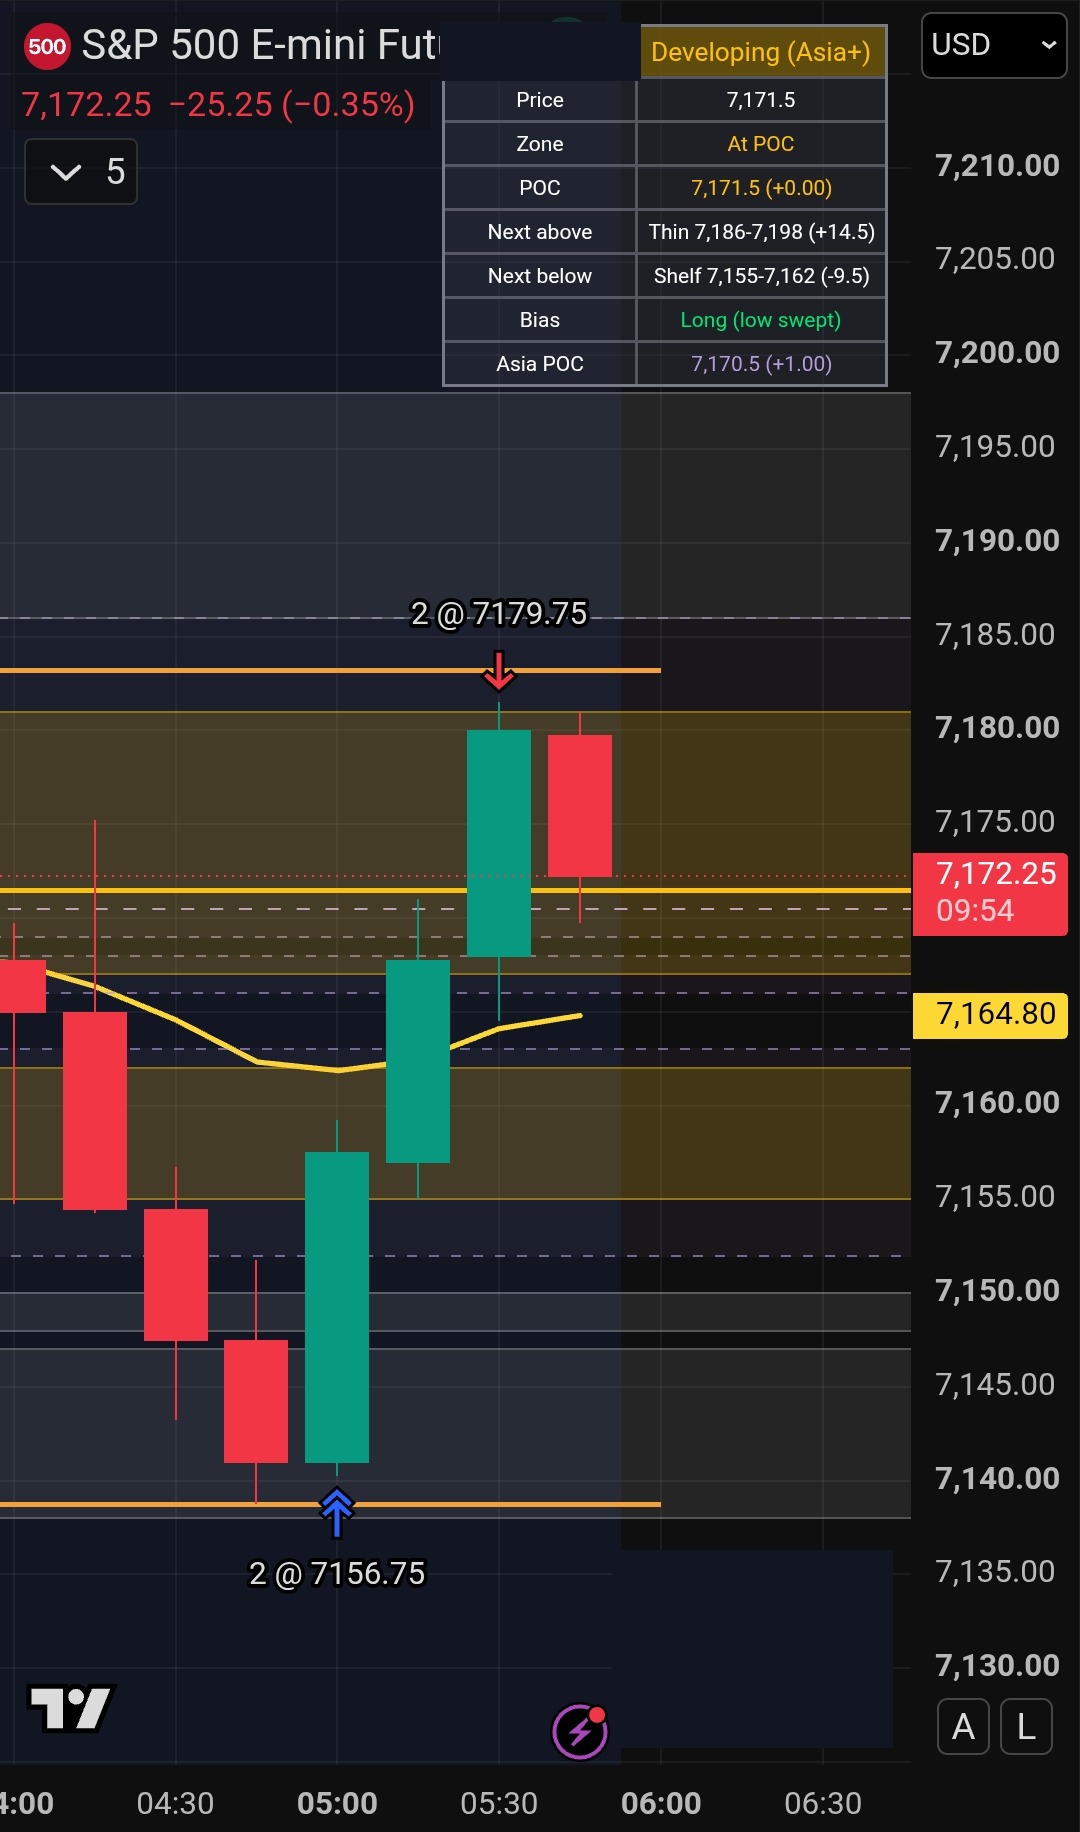 500 S&P 500 E-mini
7,172.25 −25.25 (−0.35%)
5
Developing (Asia+)
Price 7,171.5
Zone At POC
POC 7,171.5 (+0.00)
Next above Thin 7,186-7,198 (+14.5)
Next below Shelf 7,155-7,162 (-9.5)
Bias Long (low swept)
Asia POC 7,170.5 (+1.00)
USD
7,210.00
7,205.00
7,200.00
7,195.00
7,190.00
7,185.00
7,180.00
7,175.00
7,172.25
09:54
7,164.80
7,160.00
7,155.00
7,150.00
7,145.00
7,140.00
7,135.00
7,130.00
2 @ 7179.75
2 @ 7156.75
A L
4:00 04:30 05:00 05:30 06:00 06:30